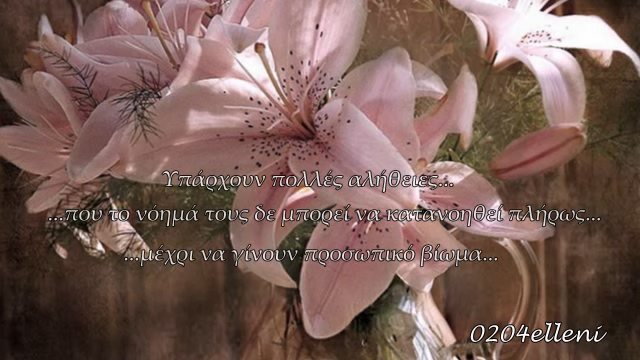 Υπάρχουν πολλές αλήθειες...
...που το νόημά τους δε μπορεί να κατανοηθεί πλήρως...
...μέχρι να γίνουν προσωπικό βίωμα...
0204elleni